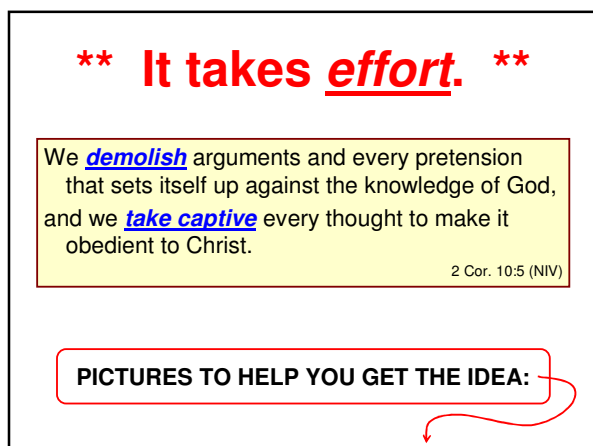 ** It takes effort. **
We demolish arguments and every pretension
that sets itself up against the knowledge of God,
and we take captive every thought to make it
obedient to Christ.
2 Cor. 10:5 (NIV)
PICTURES TO HELP YOU GET THE IDEA: